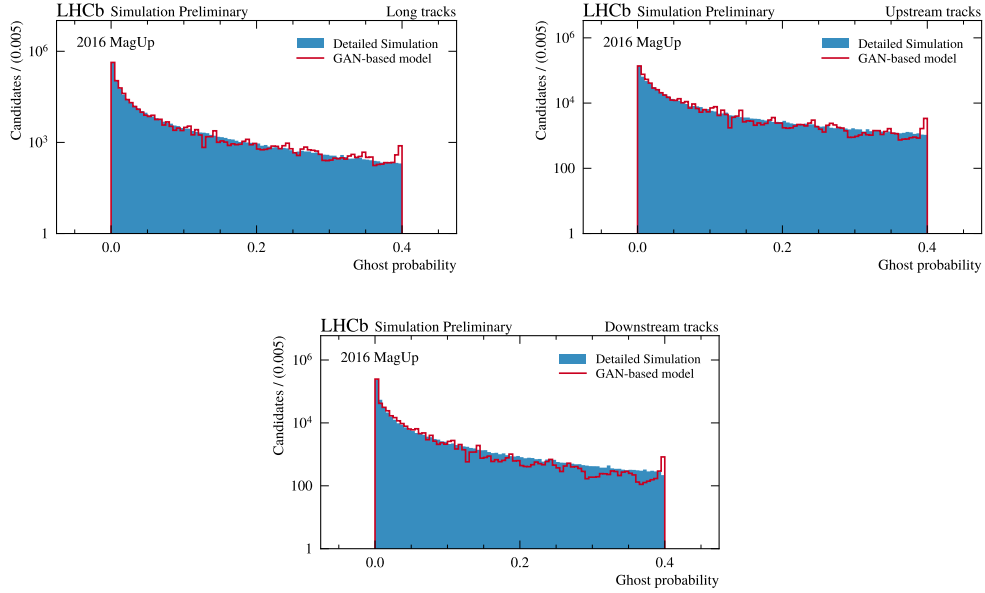 LHCb Simulation Preliminary Long tracks
2016 MagUp
Detailed Simulation
GAN-based model
Candidates / (0.005)
10^6
10^3
1
0.0 0.2 0.4
Ghost probability
LHCb Simulation Preliminary Upstream tracks
2016 MagUp
Detailed Simulation
GAN-based model
Candidates / (0.005)
10^6
10^4
100
1
0.0 0.2 0.4
Ghost probability
LHCb Simulation Preliminary Downstream tracks
2016 MagUp
Detailed Simulation
GAN-based model
Candidates / (0.005)
10^6
10^4
100
1
0.0 0.2 0.4
Ghost probability